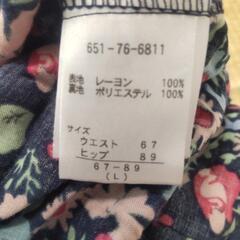 651-76-6811
表地 レーヨン 100%
裏地 ポリエステル 100%
サイズ
ウエスト 67
ヒップ 89
67-89
(L)